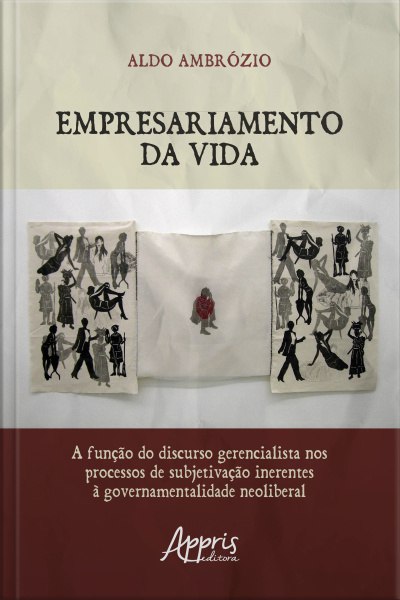 ALDO AMBRÓZIO
EMPRESARIAMENTO
DA VIDA
A função do discurso gerencialista nos
processos de subjetivação inerentes
à governamentalidade neoliberal
Appris
editora